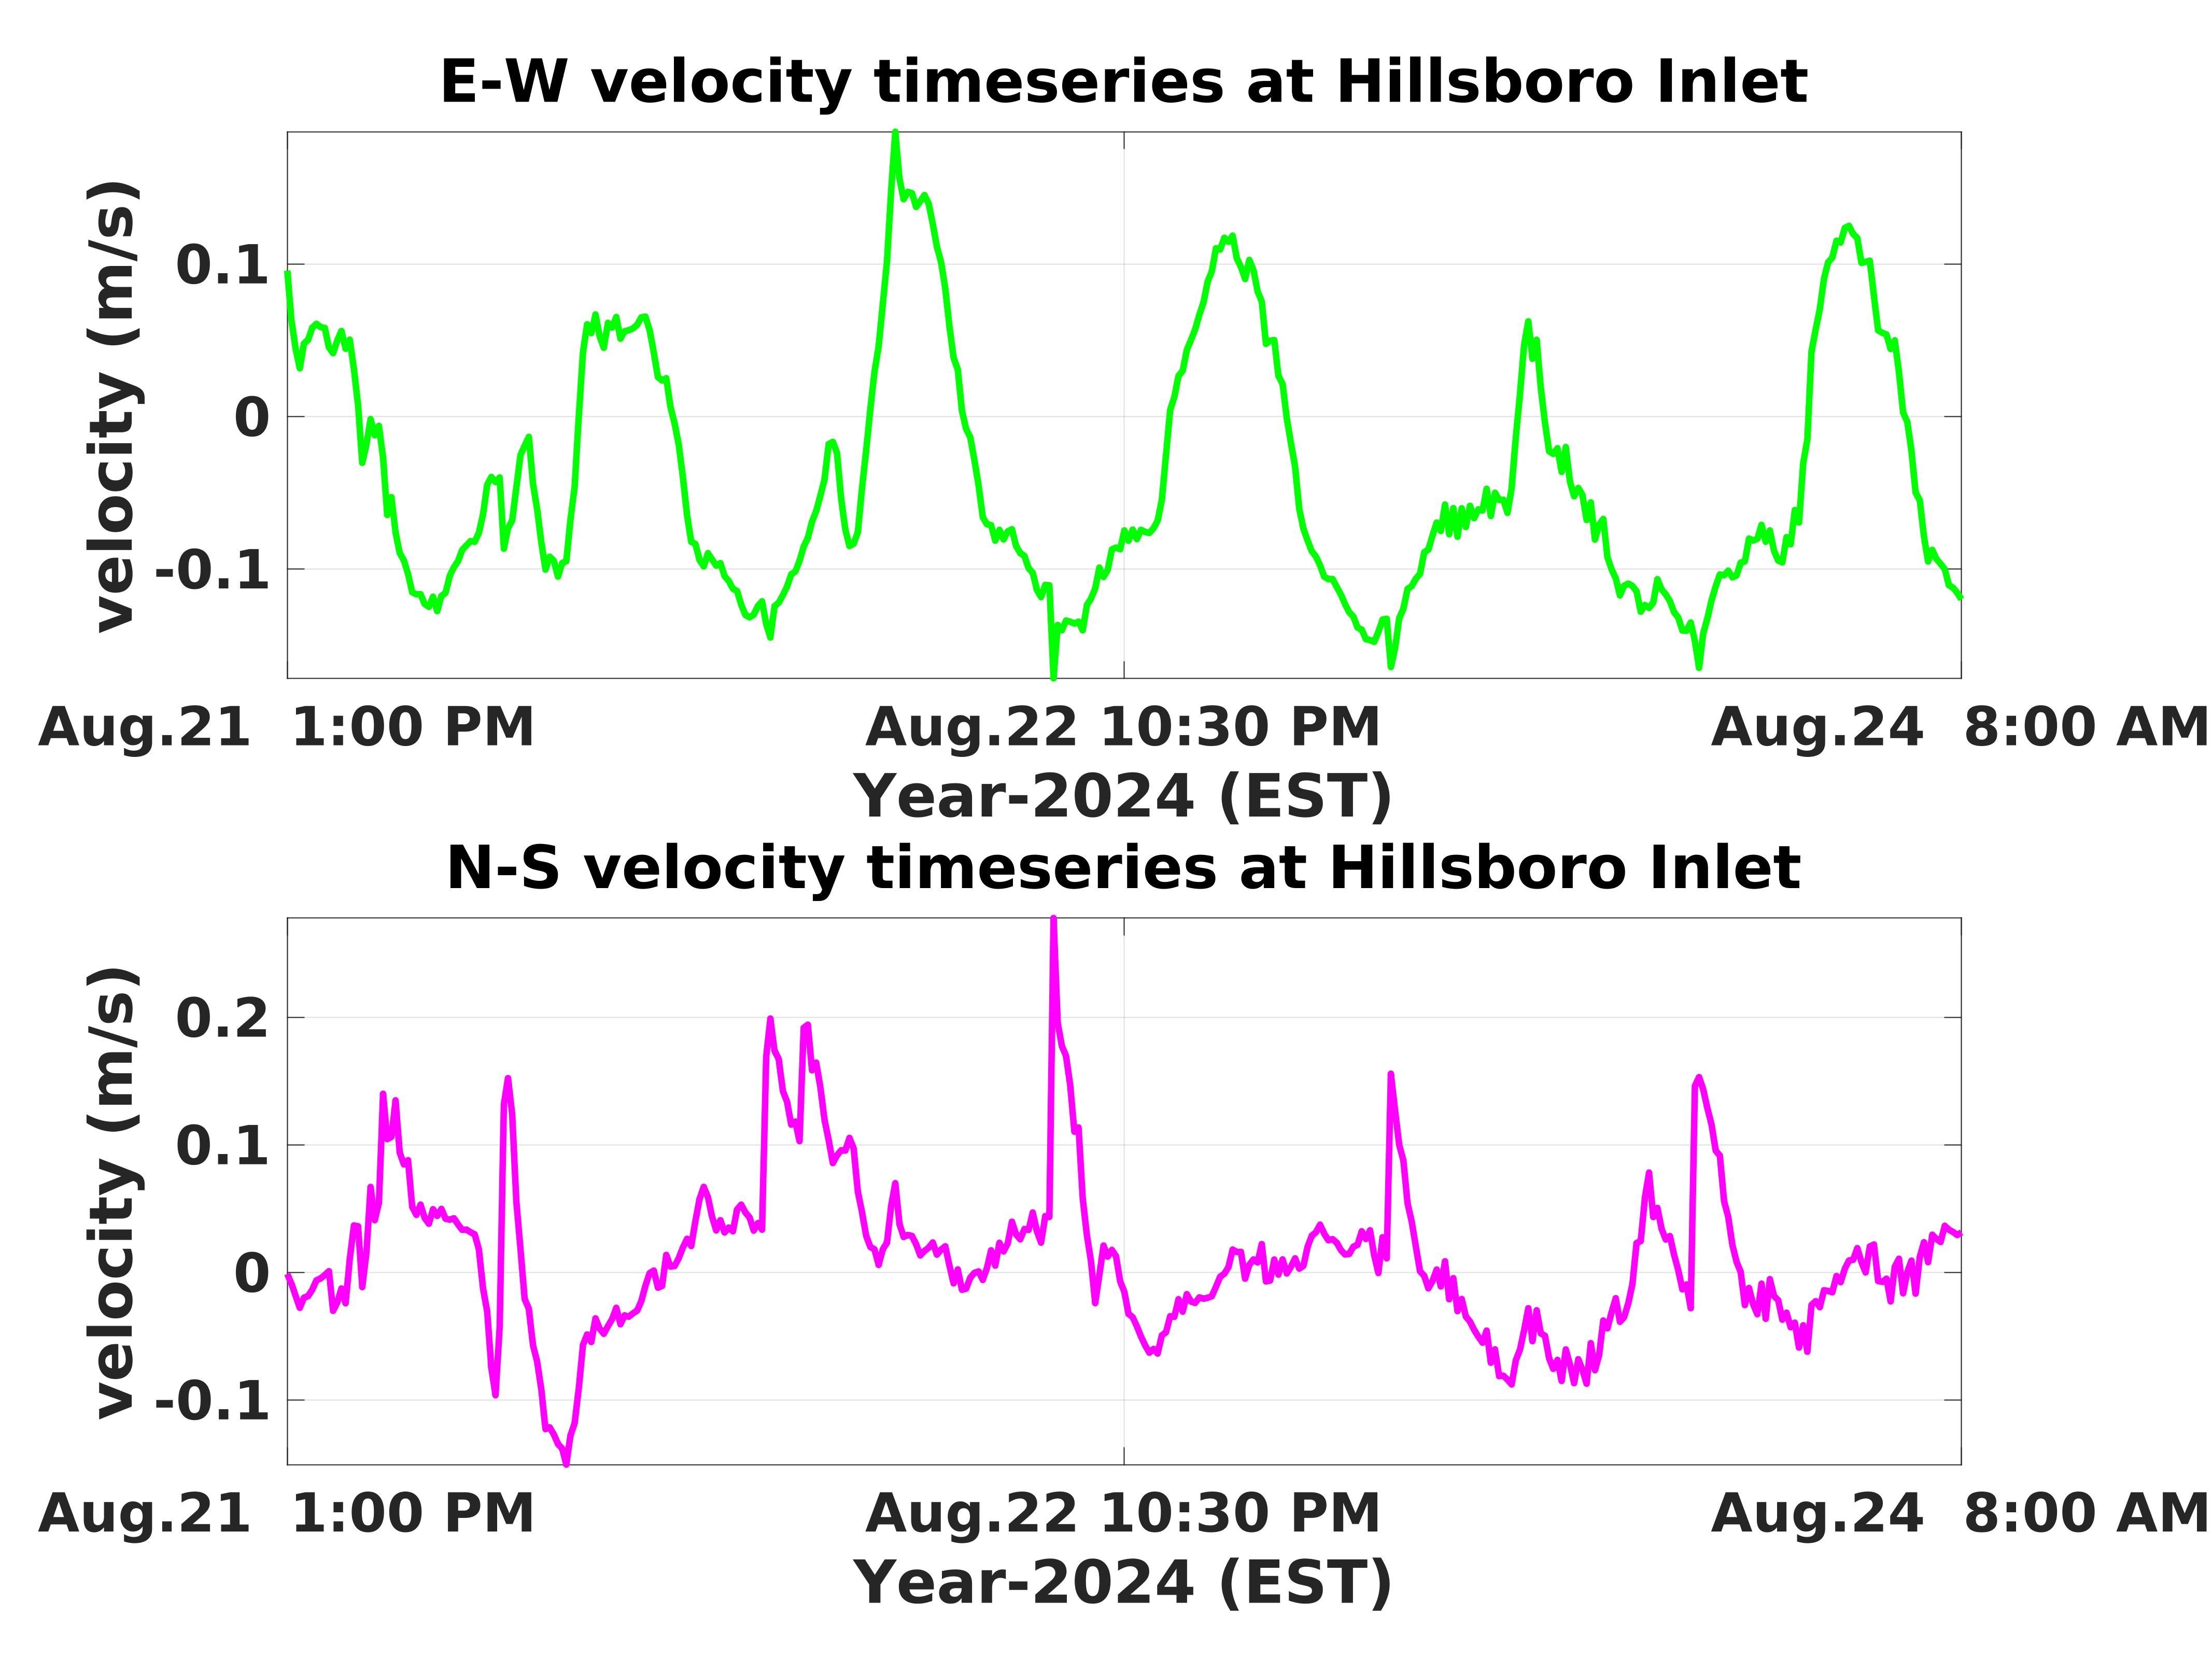 E-W velocity timeseries at Hillsboro Inlet
velocity (m/s)
0.1
0
-0.1
Aug.21  1:00 PM
Aug.22 10:30 PM
Aug.24  8:00 AM
Year-2024 (EST)
N-S velocity timeseries at Hillsboro Inlet
velocity (m/s)
0.2
0.1
0
-0.1
Aug.21  1:00 PM
Aug.22 10:30 PM
Aug.24  8:00 AM
Year-2024 (EST)